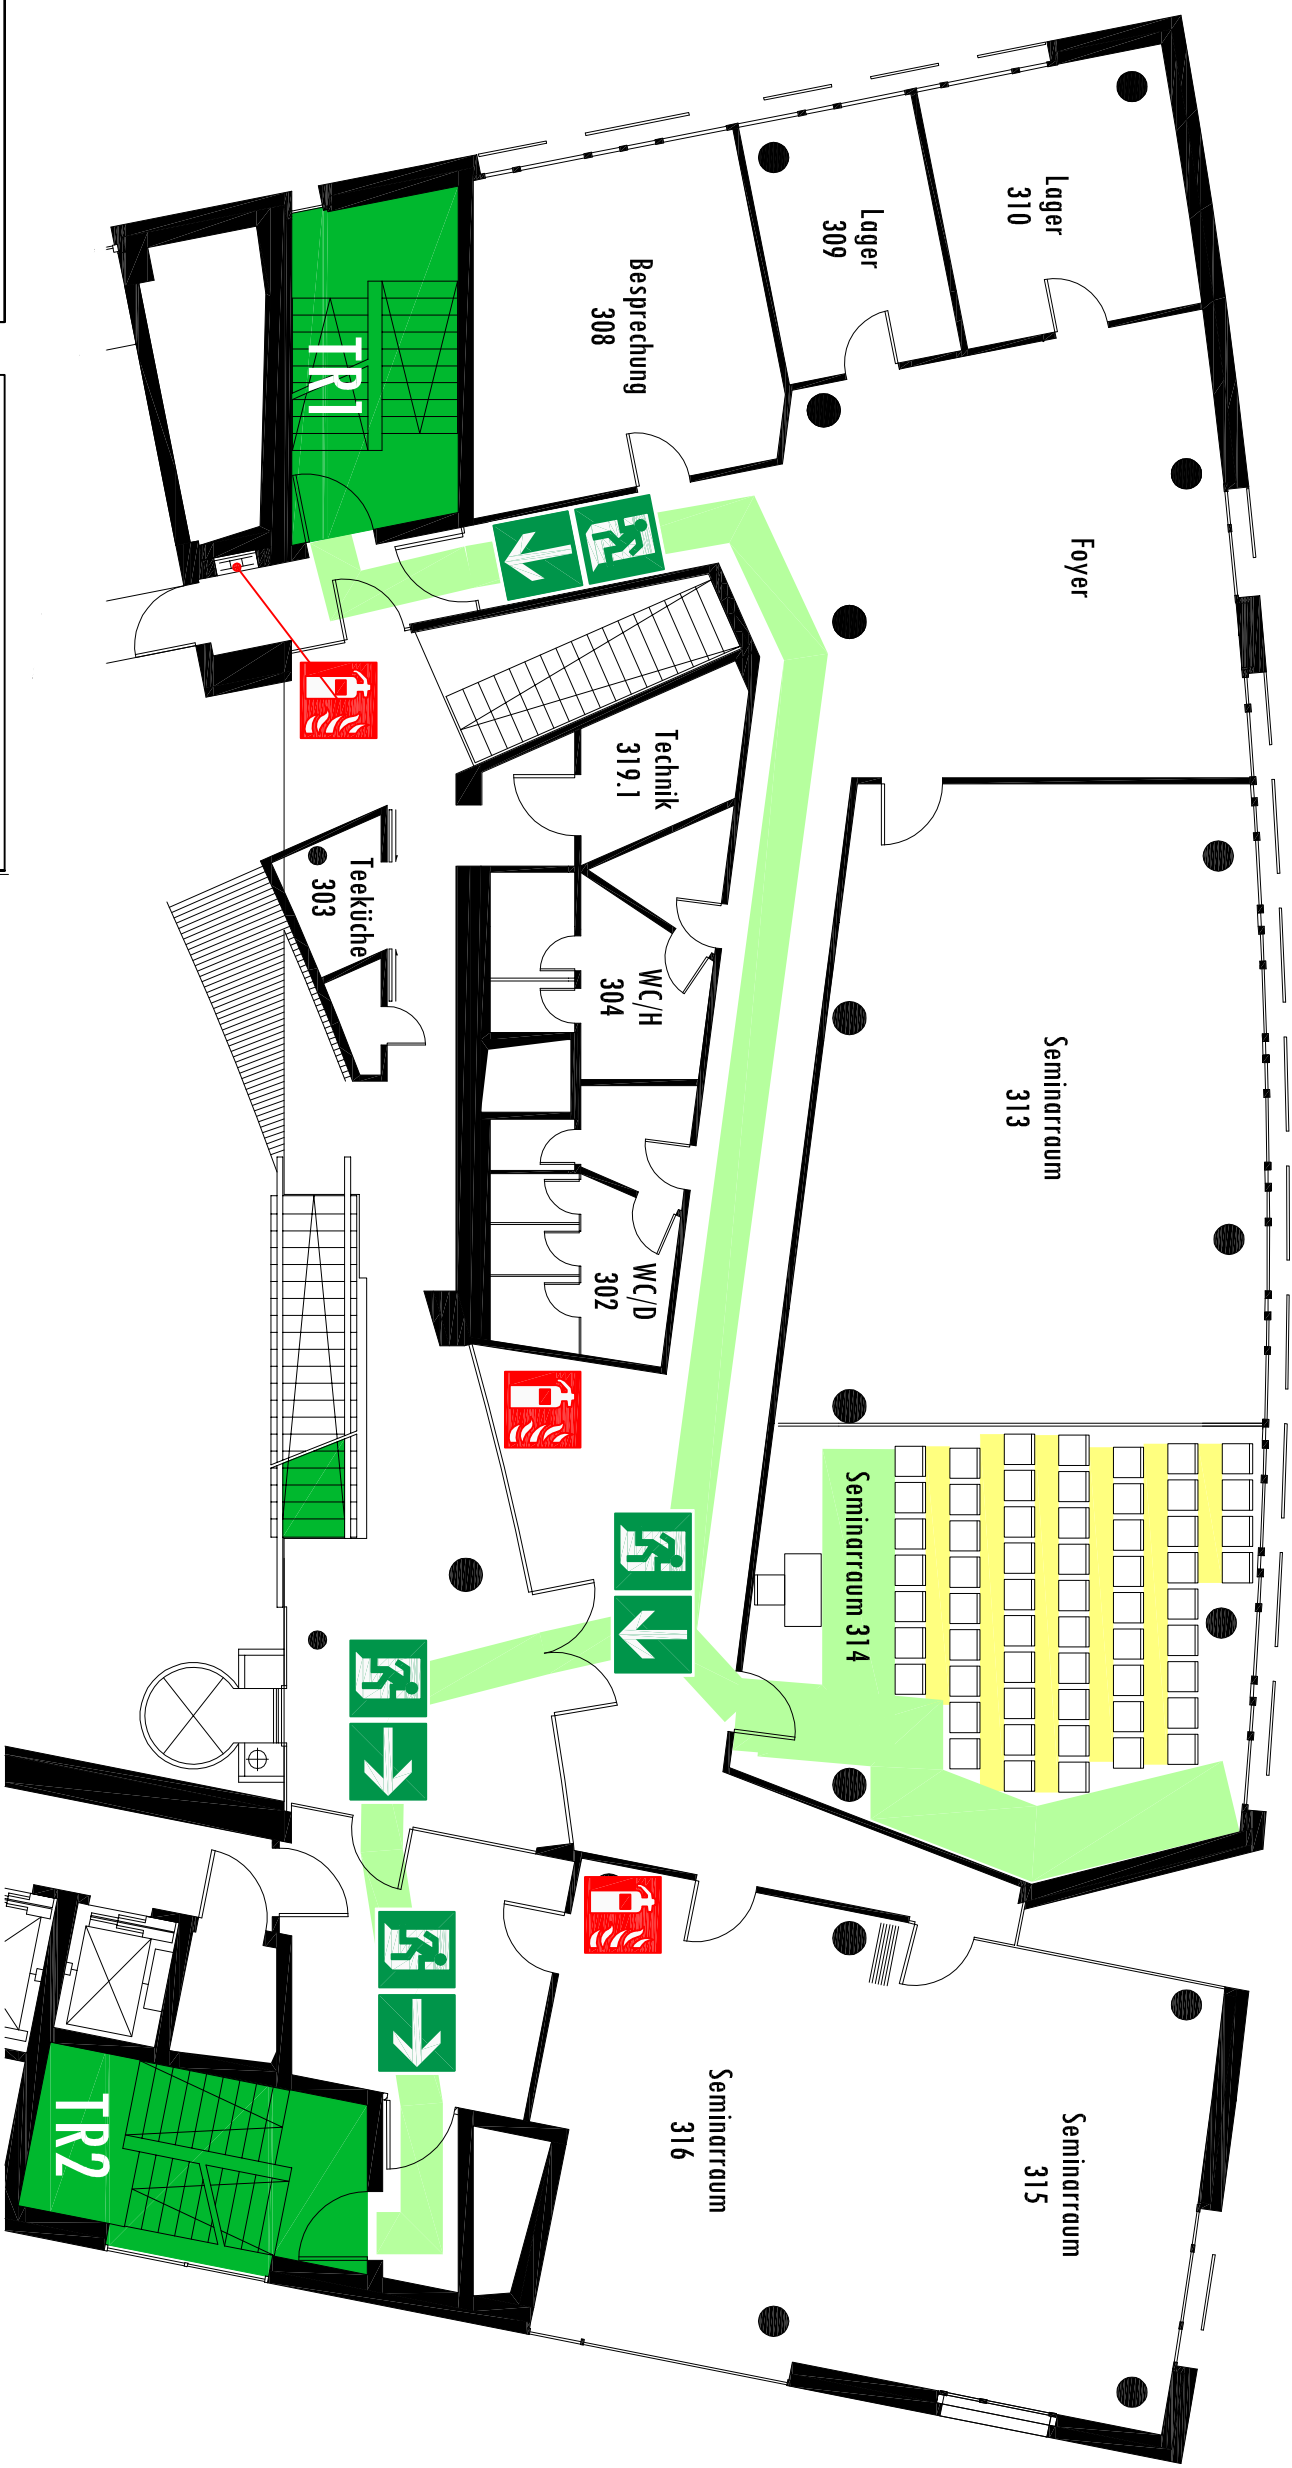 Lager
310
Lager
309
Besprechung
308
TR1
Foyer
Technik
319.1
Teeküche
303
WC/H
304
WC/D
302
Seminarraum
313
Seminarraum 314
Seminarraum
315
Seminarraum
316
TR2